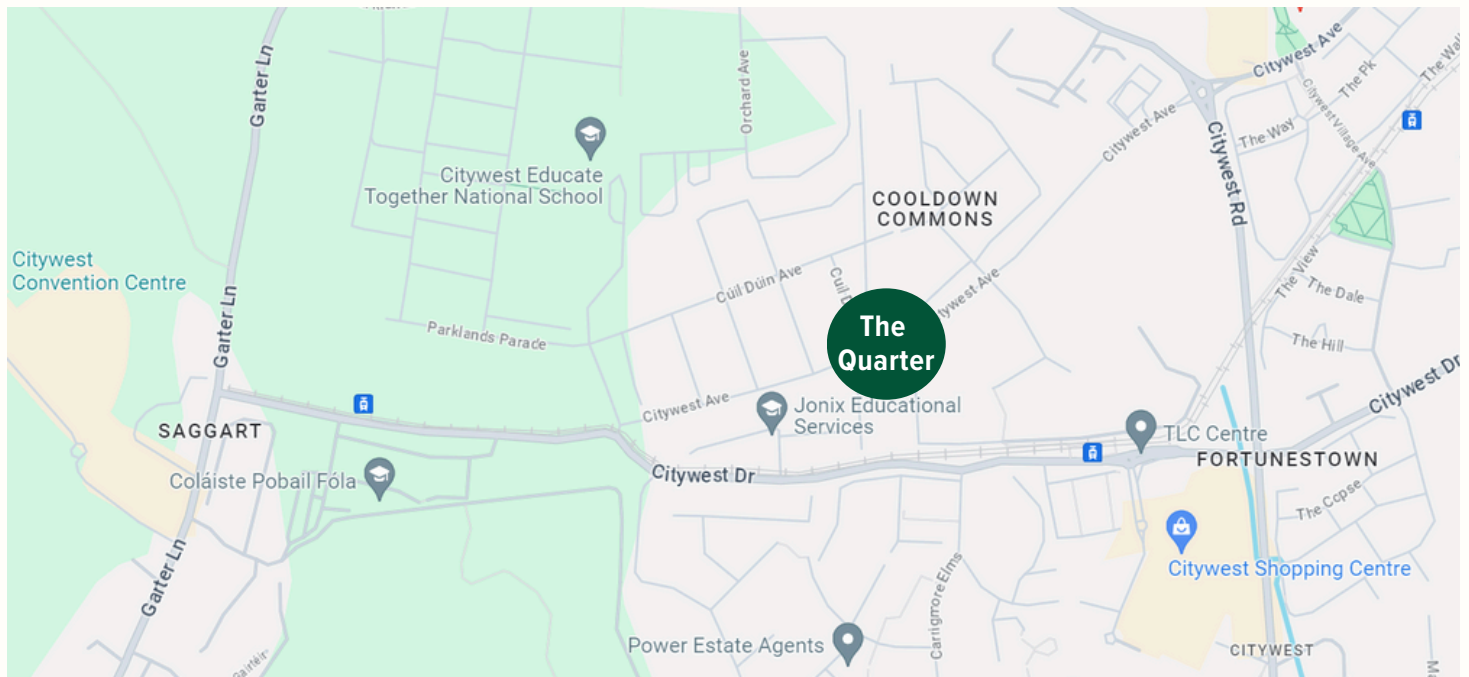 Garter Ln
Orchard Ave
Citywest Ave
The Pk
The Way
Citywest Village Ave
Citywest Educate
Together National School
Citywest Ave
Citywest Rd
COOLDOWN
COMMONS
Citywest
Convention Centre
Garter Ln
Cúil Dúin Ave
Cuil
The View
The Dale
The
Quarter
Parklands Parade
The Hill
Citywest Dr
Citywest Ave
Jonix Educational
Services
SAGGART
TLC Centre
FORTUNESTOWN
Coláiste Pobail Fóla
Citywest Dr
The Copse
Garter Ln
Citywest Shopping Centre
Carrigmore Elms
Power Estate Agents
CITYWEST